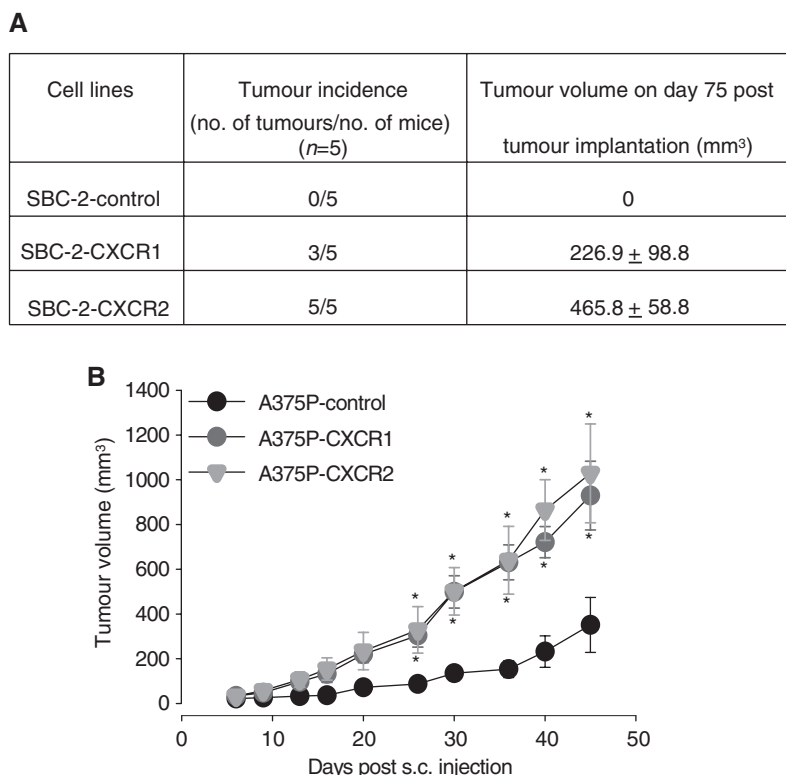 A
Cell lines
Tumour incidence
(no. of tumours/no. of mice)
(n=5)
Tumour volume on day 75 post
tumour implantation (mm³)
SBC-2-control
0/5
0
SBC-2-CXCR1
3/5
226.9 ± 98.8
SBC-2-CXCR2
5/5
465.8 ± 58.8
B
A375P-control
A375P-CXCR1
A375P-CXCR2
Tumour volume (mm³)
1400
1200
1000
800
600
400
200
0
* * * * *
* * * * *
0 10 20 30 40 50
Days post s.c. injection